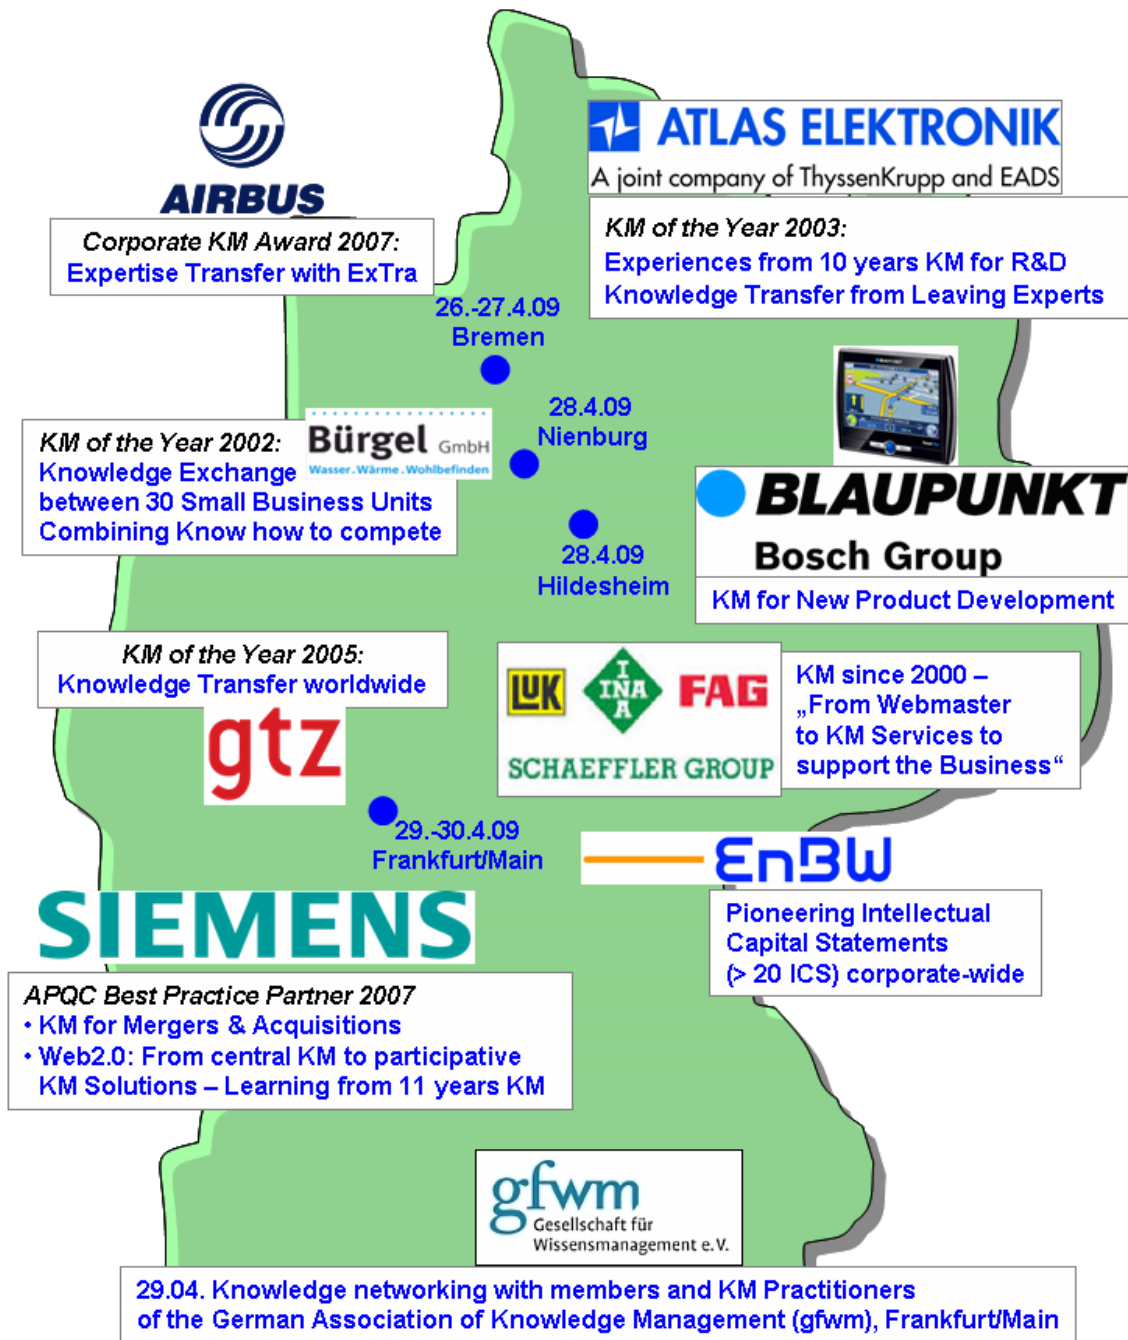 AIRBUS
Corporate KM Award 2007:
Expertise Transfer with ExTra
ATLAS ELEKTRONIK
A joint company of ThyssenKrupp and EADS
KM of the Year 2003:
Experiences from 10 years KM for R&D
Knowledge Transfer from Leaving Experts
26.-27.4.09
Bremen
28.4.09
Nienburg
KM of the Year 2002:
Knowledge Exchange
between 30 Small Business Units
Combining Know how to compete
Bürgel GmbH
Wasser.Wärme.Wohlbefinden
28.4.09
Hildesheim
BLAUPUNKT
BLAUPUNKT
Bosch Group
KM for New Product Development
KM of the Year 2005:
Knowledge Transfer worldwide
gtz
LUK
INA
INA
FAG
SCHAEFFLER GROUP
KM since 2000 –
„From Webmaster
to KM Services to
support the Business“
29.-30.4.09
Frankfurt/Main
EnBW
Pioneering Intellectual
Capital Statements
(> 20 ICS) corporate-wide
SIEMENS
APQC Best Practice Partner 2007
• KM for Mergers & Acquisitions
• Web2.0: From central KM to participative
KM Solutions – Learning from 11 years KM
gfwm
Gesellschaft für
Wissensmanagement e.V.
29.04. Knowledge networking with members and KM Practitioners
of the German Association of Knowledge Management (gfwm), Frankfurt/Main